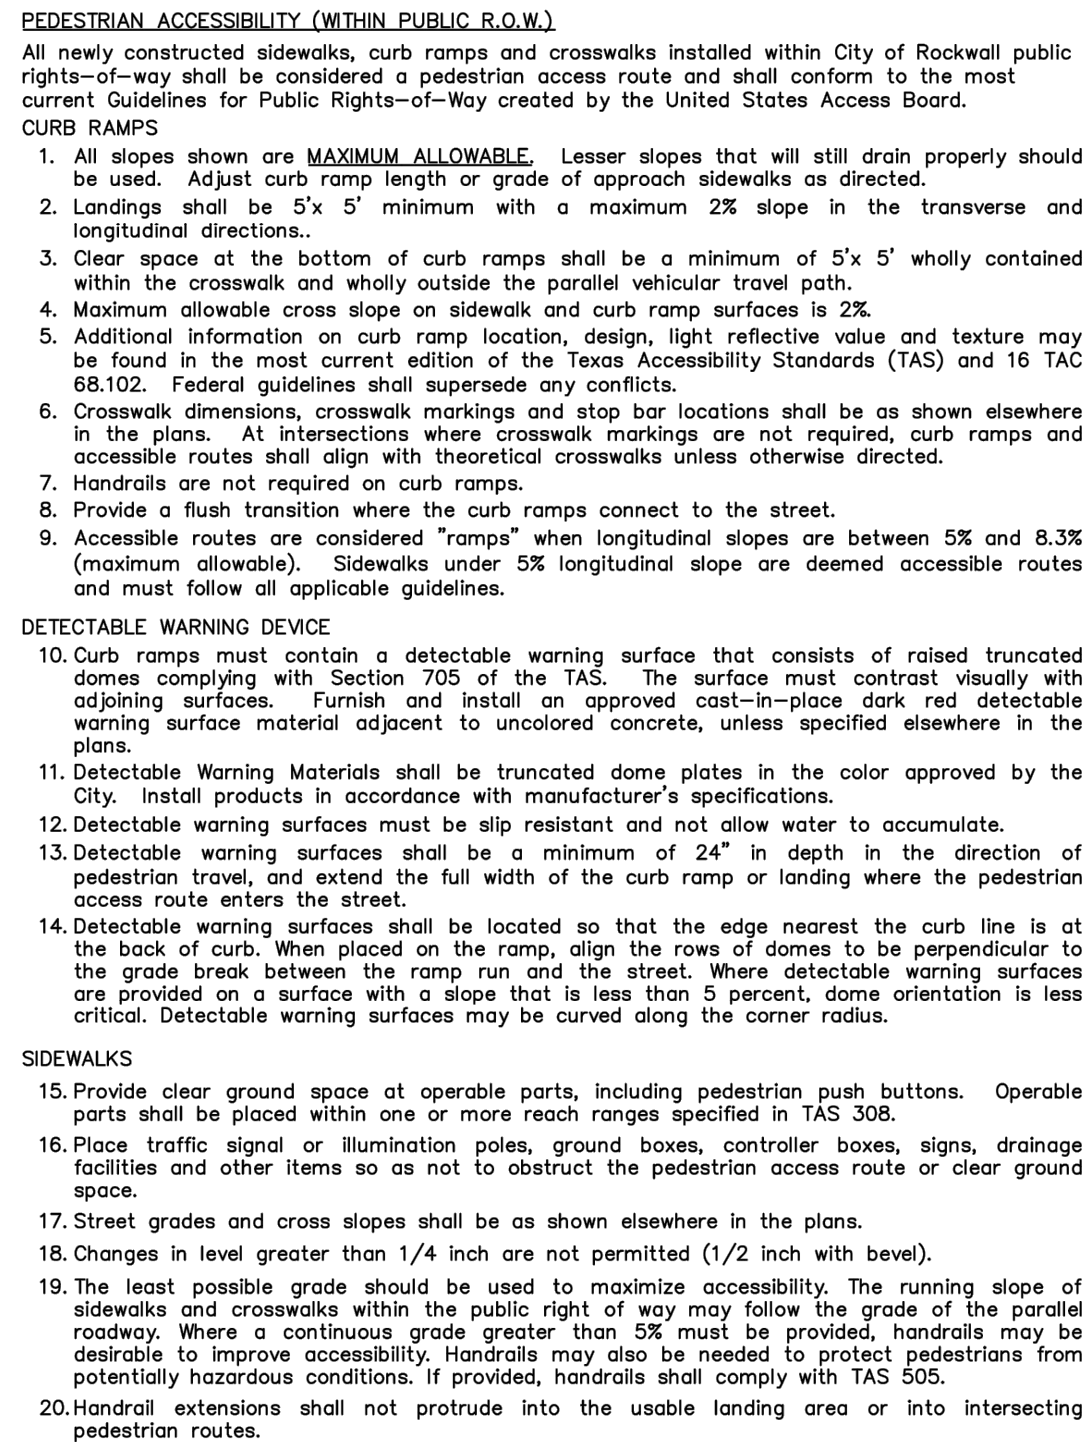 PEDESTRIAN ACCESSIBILITY (WITHIN PUBLIC R.O.W.)
All newly constructed sidewalks, curb ramps and crosswalks installed within City of Rockwall public
rights-of-way shall be considered a pedestrian access route and shall conform to the most
current Guidelines for Public Rights-of-Way created by the United States Access Board.
CURB RAMPS
1. All slopes shown are MAXIMUM ALLOWABLE. Lesser slopes that will still drain properly should
be used. Adjust curb ramp length or grade of approach sidewalks as directed.
2. Landings shall be 5'x 5' minimum with a maximum 2% slope in the transverse and
longitudinal directions..
3. Clear space at the bottom of curb ramps shall be a minimum of 5'x 5' wholly contained
within the crosswalk and wholly outside the parallel vehicular travel path.
4. Maximum allowable cross slope on sidewalk and curb ramp surfaces is 2%.
5. Additional information on curb ramp location, design, light reflective value and texture may
be found in the most current edition of the Texas Accessibility Standards (TAS) and 16 TAC
68.102. Federal guidelines shall supersede any conflicts.
6. Crosswalk dimensions, crosswalk markings and stop bar locations shall be as shown elsewhere
in the plans. At intersections where crosswalk markings are not required, curb ramps and
accessible routes shall align with theoretical crosswalks unless otherwise directed.
7. Handrails are not required on curb ramps.
8. Provide a flush transition where the curb ramps connect to the street.
9. Accessible routes are considered "ramps" when longitudinal slopes are between 5% and 8.3%
(maximum allowable). Sidewalks under 5% longitudinal slope are deemed accessible routes
and must follow all applicable guidelines.
DETECTABLE WARNING DEVICE
10. Curb ramps must contain a detectable warning surface that consists of raised truncated
domes complying with Section 705 of the TAS. The surface must contrast visually with
adjoining surfaces. Furnish and install an approved cast-in-place dark red detectable
warning surface material adjacent to uncolored concrete, unless specified elsewhere in the
plans.
11. Detectable Warning Materials shall be truncated dome plates in the color approved by the
City. Install products in accordance with manufacturer's specifications.
12. Detectable warning surfaces must be slip resistant and not allow water to accumulate.
13. Detectable warning surfaces shall be a minimum of 24" in depth in the direction of
pedestrian travel, and extend the full width of the curb ramp or landing where the pedestrian
access route enters the street.
14. Detectable warning surfaces shall be located so that the edge nearest the curb line is at
the back of curb. When placed on the ramp, align the rows of domes to be perpendicular to
the grade break between the ramp run and the street. Where detectable warning surfaces
are provided on a surface with a slope that is less than 5 percent, dome orientation is less
critical. Detectable warning surfaces may be curved along the corner radius.
SIDEWALKS
15. Provide clear ground space at operable parts, including pedestrian push buttons. Operable
parts shall be placed within one or more reach ranges specified in TAS 308.
16. Place traffic signal or illumination poles, ground boxes, controller boxes, signs, drainage
facilities and other items so as not to obstruct the pedestrian access route or clear ground
space.
17. Street grades and cross slopes shall be as shown elsewhere in the plans.
18. Changes in level greater than 1/4 inch are not permitted (1/2 inch with bevel).
19. The least possible grade should be used to maximize accessibility. The running slope of
sidewalks and crosswalks within the public right of way may follow the grade of the parallel
roadway. Where a continuous grade greater than 5% must be provided, handrails may be
desirable to improve accessibility. Handrails may also be needed to protect pedestrians from
potentially hazardous conditions. If provided, handrails shall comply with TAS 505.
20. Handrail extensions shall not protrude into the usable landing area or into intersecting
pedestrian routes.